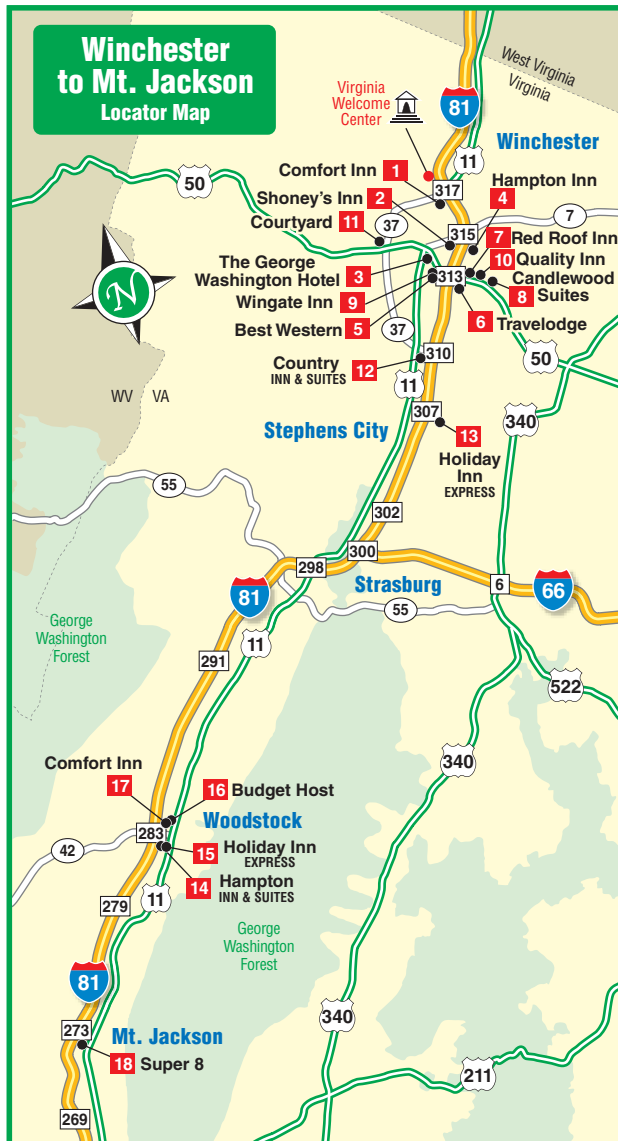 Winchester
to Mt. Jackson
Locator Map
West Virginia
Virginia
Virginia
Welcome
Center
81
11
Winchester
50
Comfort Inn 1
317
Hampton Inn
4
Shoney's Inn 2
Courtyard
11
37
7
315
7 Red Roof Inn
10 Quality Inn
The George
Washington Hotel
3
313
Candlewood
Suites
8
Wingate Inn
9
Best Western 5
6 Travelodge
N
37
Country
INN & SUITES
12
310
50
WV VA
11
307
340
Stephens City
13
Holiday
Inn
EXPRESS
55
302
300
298
Strasburg
6
66
81
55
George
Washington
Forest
11
291
522
340
Comfort Inn
17
16 Budget Host
Woodstock
283
42
15 Holiday Inn
EXPRESS
14 Hampton
INN & SUITES
11
279
George
Washington
Forest
81
340
273
Mt. Jackson
18 Super 8
211
269